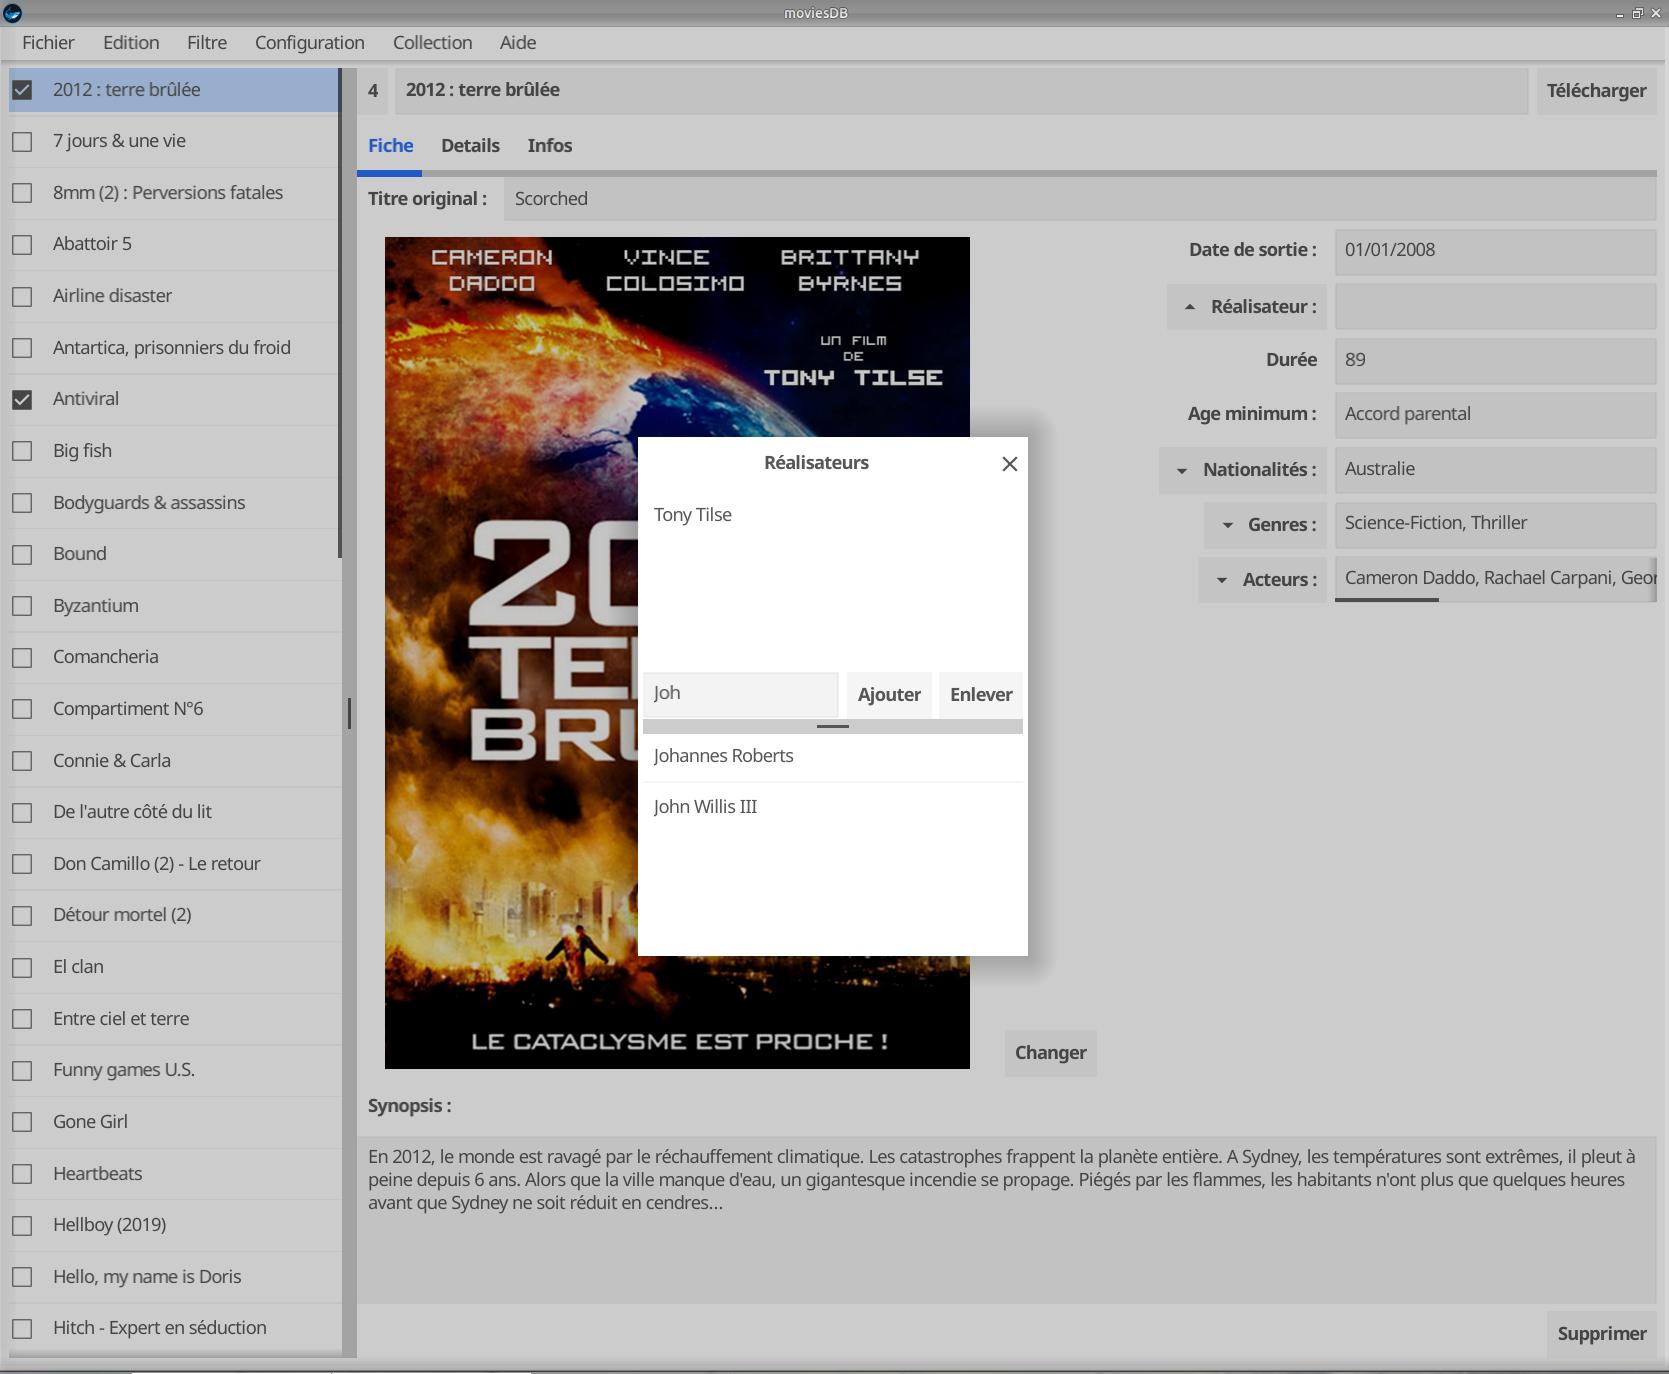 moviesDB
Fichier Edition Filtre Configuration Collection Aide
2012 : terre brûlée
7 jours & une vie
8mm (2) : Perversions fatales
Abattoir 5
Airline disaster
Antartica, prisonniers du froid
Antiviral
Big fish
Bodyguards & assassins
Bound
Byzantium
Comancheria
Compartiment N°6
Connie & Carla
De l'autre côté du lit
Don Camillo (2) - Le retour
Détour mortel (2)
El clan
Entre ciel et terre
Funny games U.S.
Gone Girl
Heartbeats
Hellboy (2019)
Hello, my name is Doris
Hitch - Expert en séduction
4 2012 : terre brûlée Télécharger
Fiche Details Infos
Titre original : Scorched
CAMERON VINCE BRITTANY
DADDO COLOSIMO BYRNES
UN FILM
DE
TONY TILSE
20
TE
BRU
LE CATACLYSME EST PROCHE !
Date de sortie : 01/01/2008
Réalisateur :
Durée 89
Age minimum : Accord parental
Nationalités : Australie
Genres : Science-Fiction, Thriller
Acteurs : Cameron Daddo, Rachael Carpani, Geor
Réalisateurs
Tony Tilse
Joh Ajouter Enlever
Johannes Roberts
John Willis III
Changer
Synopsis :
En 2012, le monde est ravagé par le réchauffement climatique. Les catastrophes frappent la planète entière. A Sydney, les températures sont extrêmes, il pleut à
peine depuis 6 ans. Alors que la ville manque d'eau, un gigantesque incendie se propage. Piégés par les flammes, les habitants n'ont plus que quelques heures
avant que Sydney ne soit réduit en cendres...
Supprimer